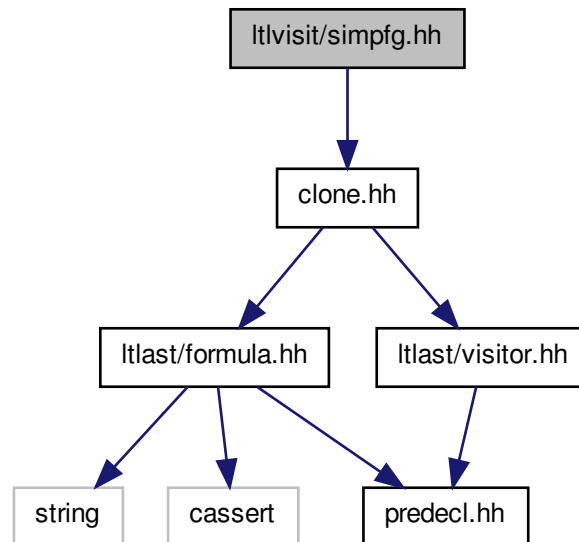 ltlvisit/simpfg.hh
clone.hh
ltlast/formula.hh
ltlast/visitor.hh
string
cassert
predecl.hh